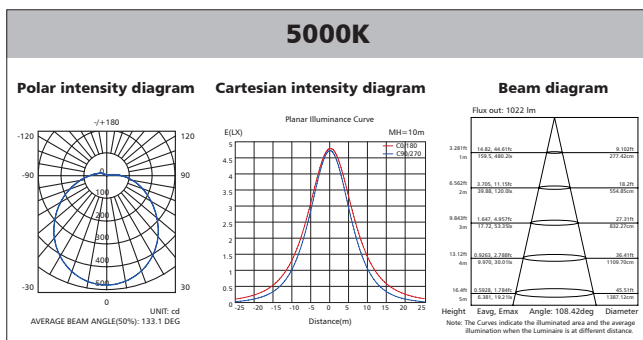 5000K
Polar intensity diagram
Cartesian intensity diagram
Beam diagram
-/+180
-120
120
-90
90
0
100
200
300
400
500
-30
30
0
UNIT: cd
AVERAGE BEAM ANGLE(50%): 133.1 DEG
Planar Illuminance Curve
E(LX)
MH=10m
C0/180
C90/270
5
4.5
4
3.5
3
2.5
2
1.5
1
0.5
0
-25 -20 -15 -10 -5 0 5 10 15 20 25
Distance(m)
Flux out: 1022 lm
3.281ft 14.82, 44.61fc 9.102ft
1m 159.5, 480.2lx 277.42cm
6.562ft 3.705, 11.15fc 18.2ft
2m 39.88, 120.0lx 554.85cm
9.843ft 1.647, 4.957fc 27.31ft
3m 17.72, 53.35lx 832.27cm
13.12ft 0.9263, 2.788fc 36.41ft
4m 9.970, 30.01lx 1109.70cm
16.4ft 0.5928, 1.784fc 45.51ft
5m 6.381, 19.21lx 1387.12cm
Height Eavg, Emax Angle: 108.42deg Diameter
Note: The Curves indicate the illuminated area and the average
illumination when the Luminaire is at different distance.